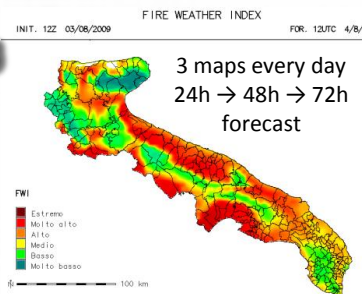 FIRE WEATHER INDEX
INIT. 12Z 03/08/2009
FOR. 12UTC 4/8/
3 maps every day
24h → 48h → 72h
forecast
FWI
Estremo
Molto alto
Alto
Medio
Basso
Molto basso
100 km